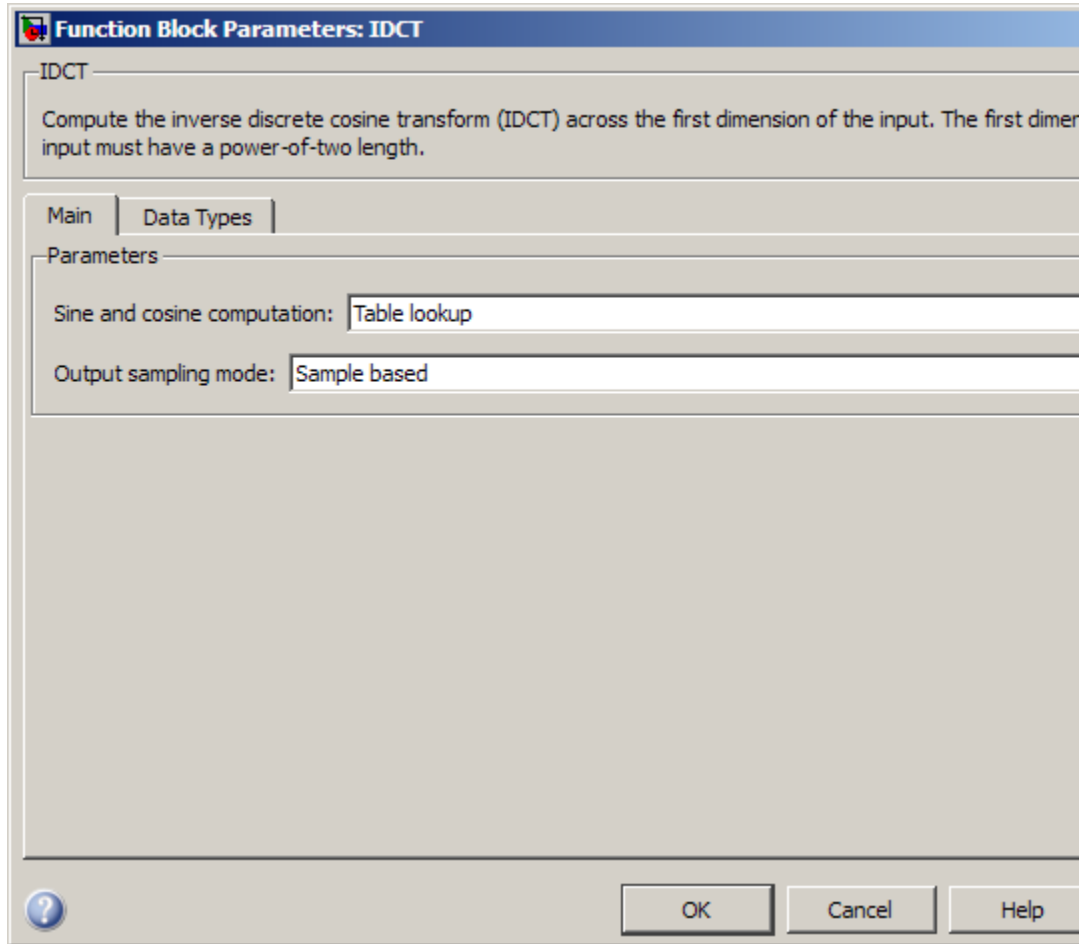 Function Block Parameters: IDCT
IDCT
Compute the inverse discrete cosine transform (IDCT) across the first dimension of the input. The first dimer
input must have a power-of-two length.
Main
Data Types
Parameters
Sine and cosine computation: Table lookup
Output sampling mode: Sample based
? OK Cancel Help